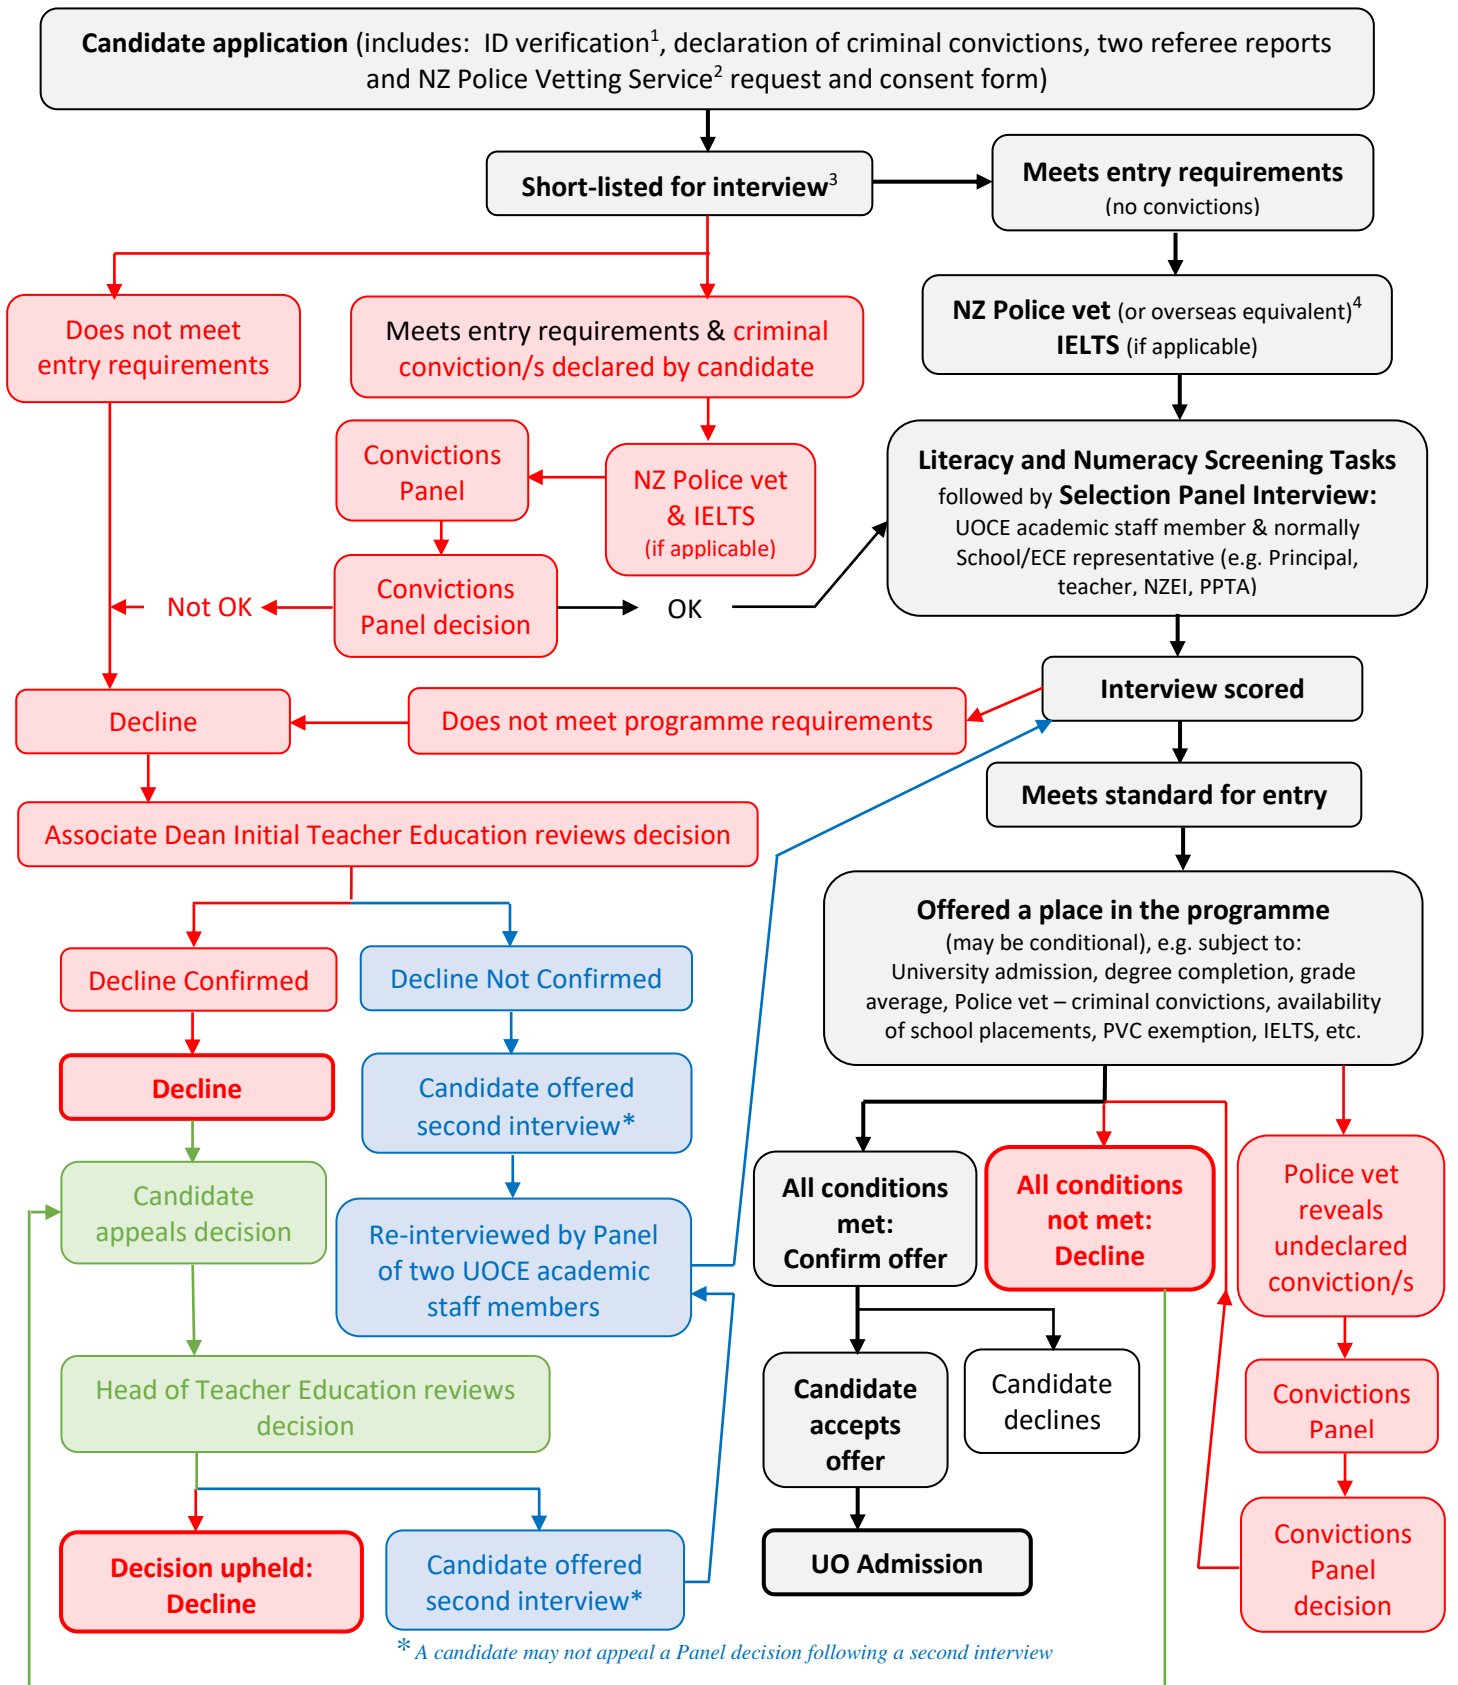 Candidate application (includes:  ID verification1, declaration of criminal convictions, two referee reports
and NZ Police Vetting Service2 request and consent form)
Short-listed for interview3
Meets entry requirements
(no convictions)
Does not meet
entry requirements
Meets entry requirements & criminal
conviction/s declared by candidate
NZ Police vet (or overseas equivalent)4
IELTS (if applicable)
Convictions
Panel
NZ Police vet
& IELTS
(if applicable)
Literacy and Numeracy Screening Tasks
followed by Selection Panel Interview:
UOCE academic staff member & normally
School/ECE representative (e.g. Principal,
teacher, NZEI, PPTA)
Not OK
Convictions
Panel decision
OK
Decline
Does not meet programme requirements
Interview scored
Meets standard for entry
Associate Dean Initial Teacher Education reviews decision
Offered a place in the programme
(may be conditional), e.g. subject to:
University admission, degree completion, grade
average, Police vet – criminal convictions, availability
of school placements, PVC exemption, IELTS, etc.
Decline Confirmed
Decline Not Confirmed
Decline
Candidate offered
second interview*
Candidate
appeals decision
Re-interviewed by Panel
of two UOCE academic
staff members
All conditions
met:
Confirm offer
All conditions
not met:
Decline
Police vet
reveals
undeclared
conviction/s
Head of Teacher Education reviews
decision
Candidate
accepts
offer
Candidate
declines
Convictions
Panel
Decision upheld:
Decline
Candidate offered
second interview*
UO Admission
Convictions
Panel
decision
* A candidate may not appeal a Panel decision following a second interview